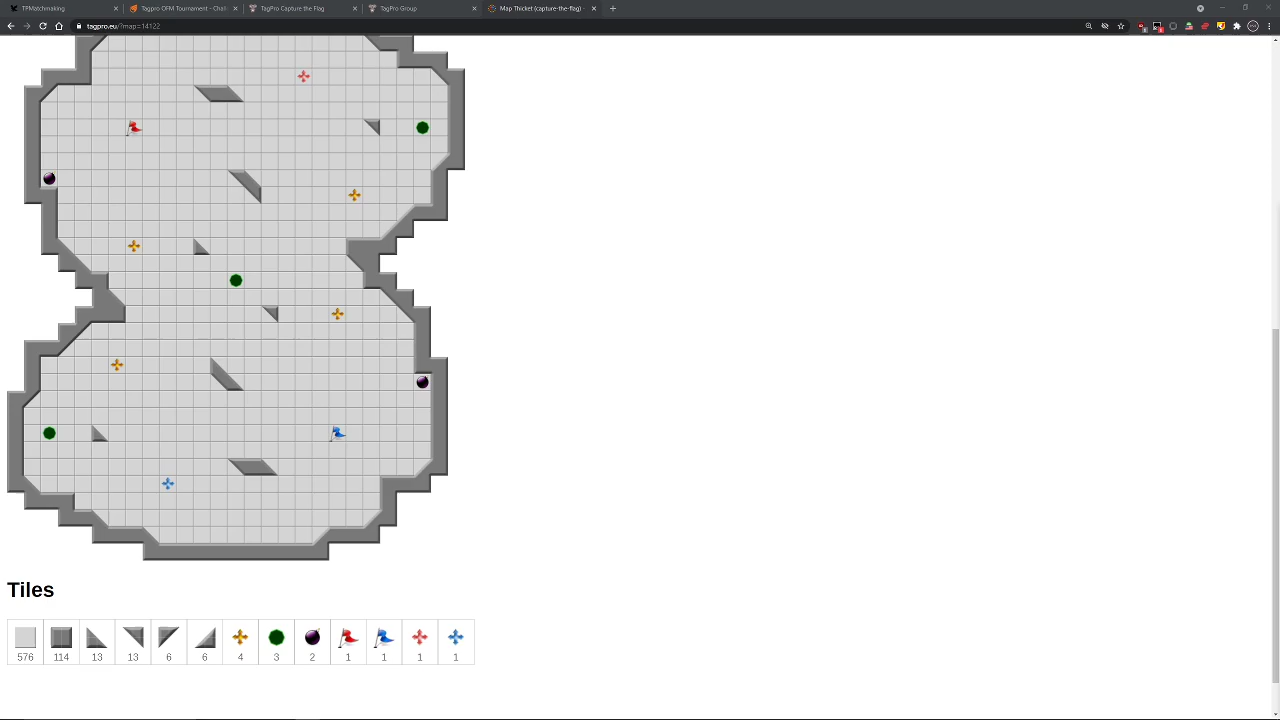 TPMatchmaking
Tagpro OFM Tournament - Chall
TagPro Capture the Flag
TagPro Group
Map Thicket (capture-the-flag) -
tagpro.eu/?map=14122
Tiles
576 114 13 13 6 6 4 3 2 1 1 1 1